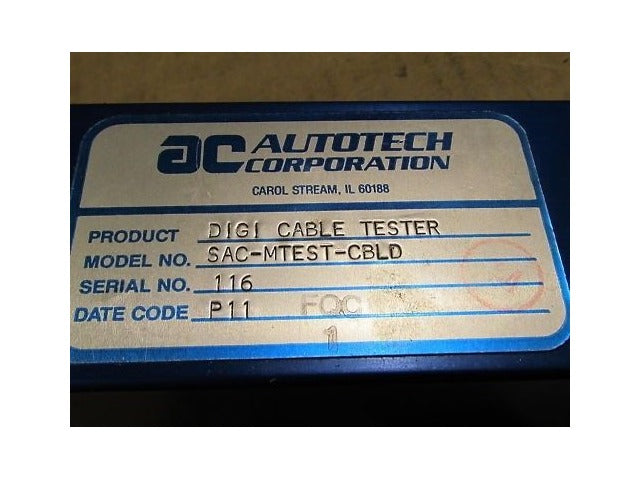 ac AUTOTECH
CORPORATION
CAROL STREAM, IL 60188
PRODUCT DIGI CABLE TESTER
MODEL NO. SAC-MTEST-CBLD
SERIAL NO. 116
DATE CODE P11 FQC
1